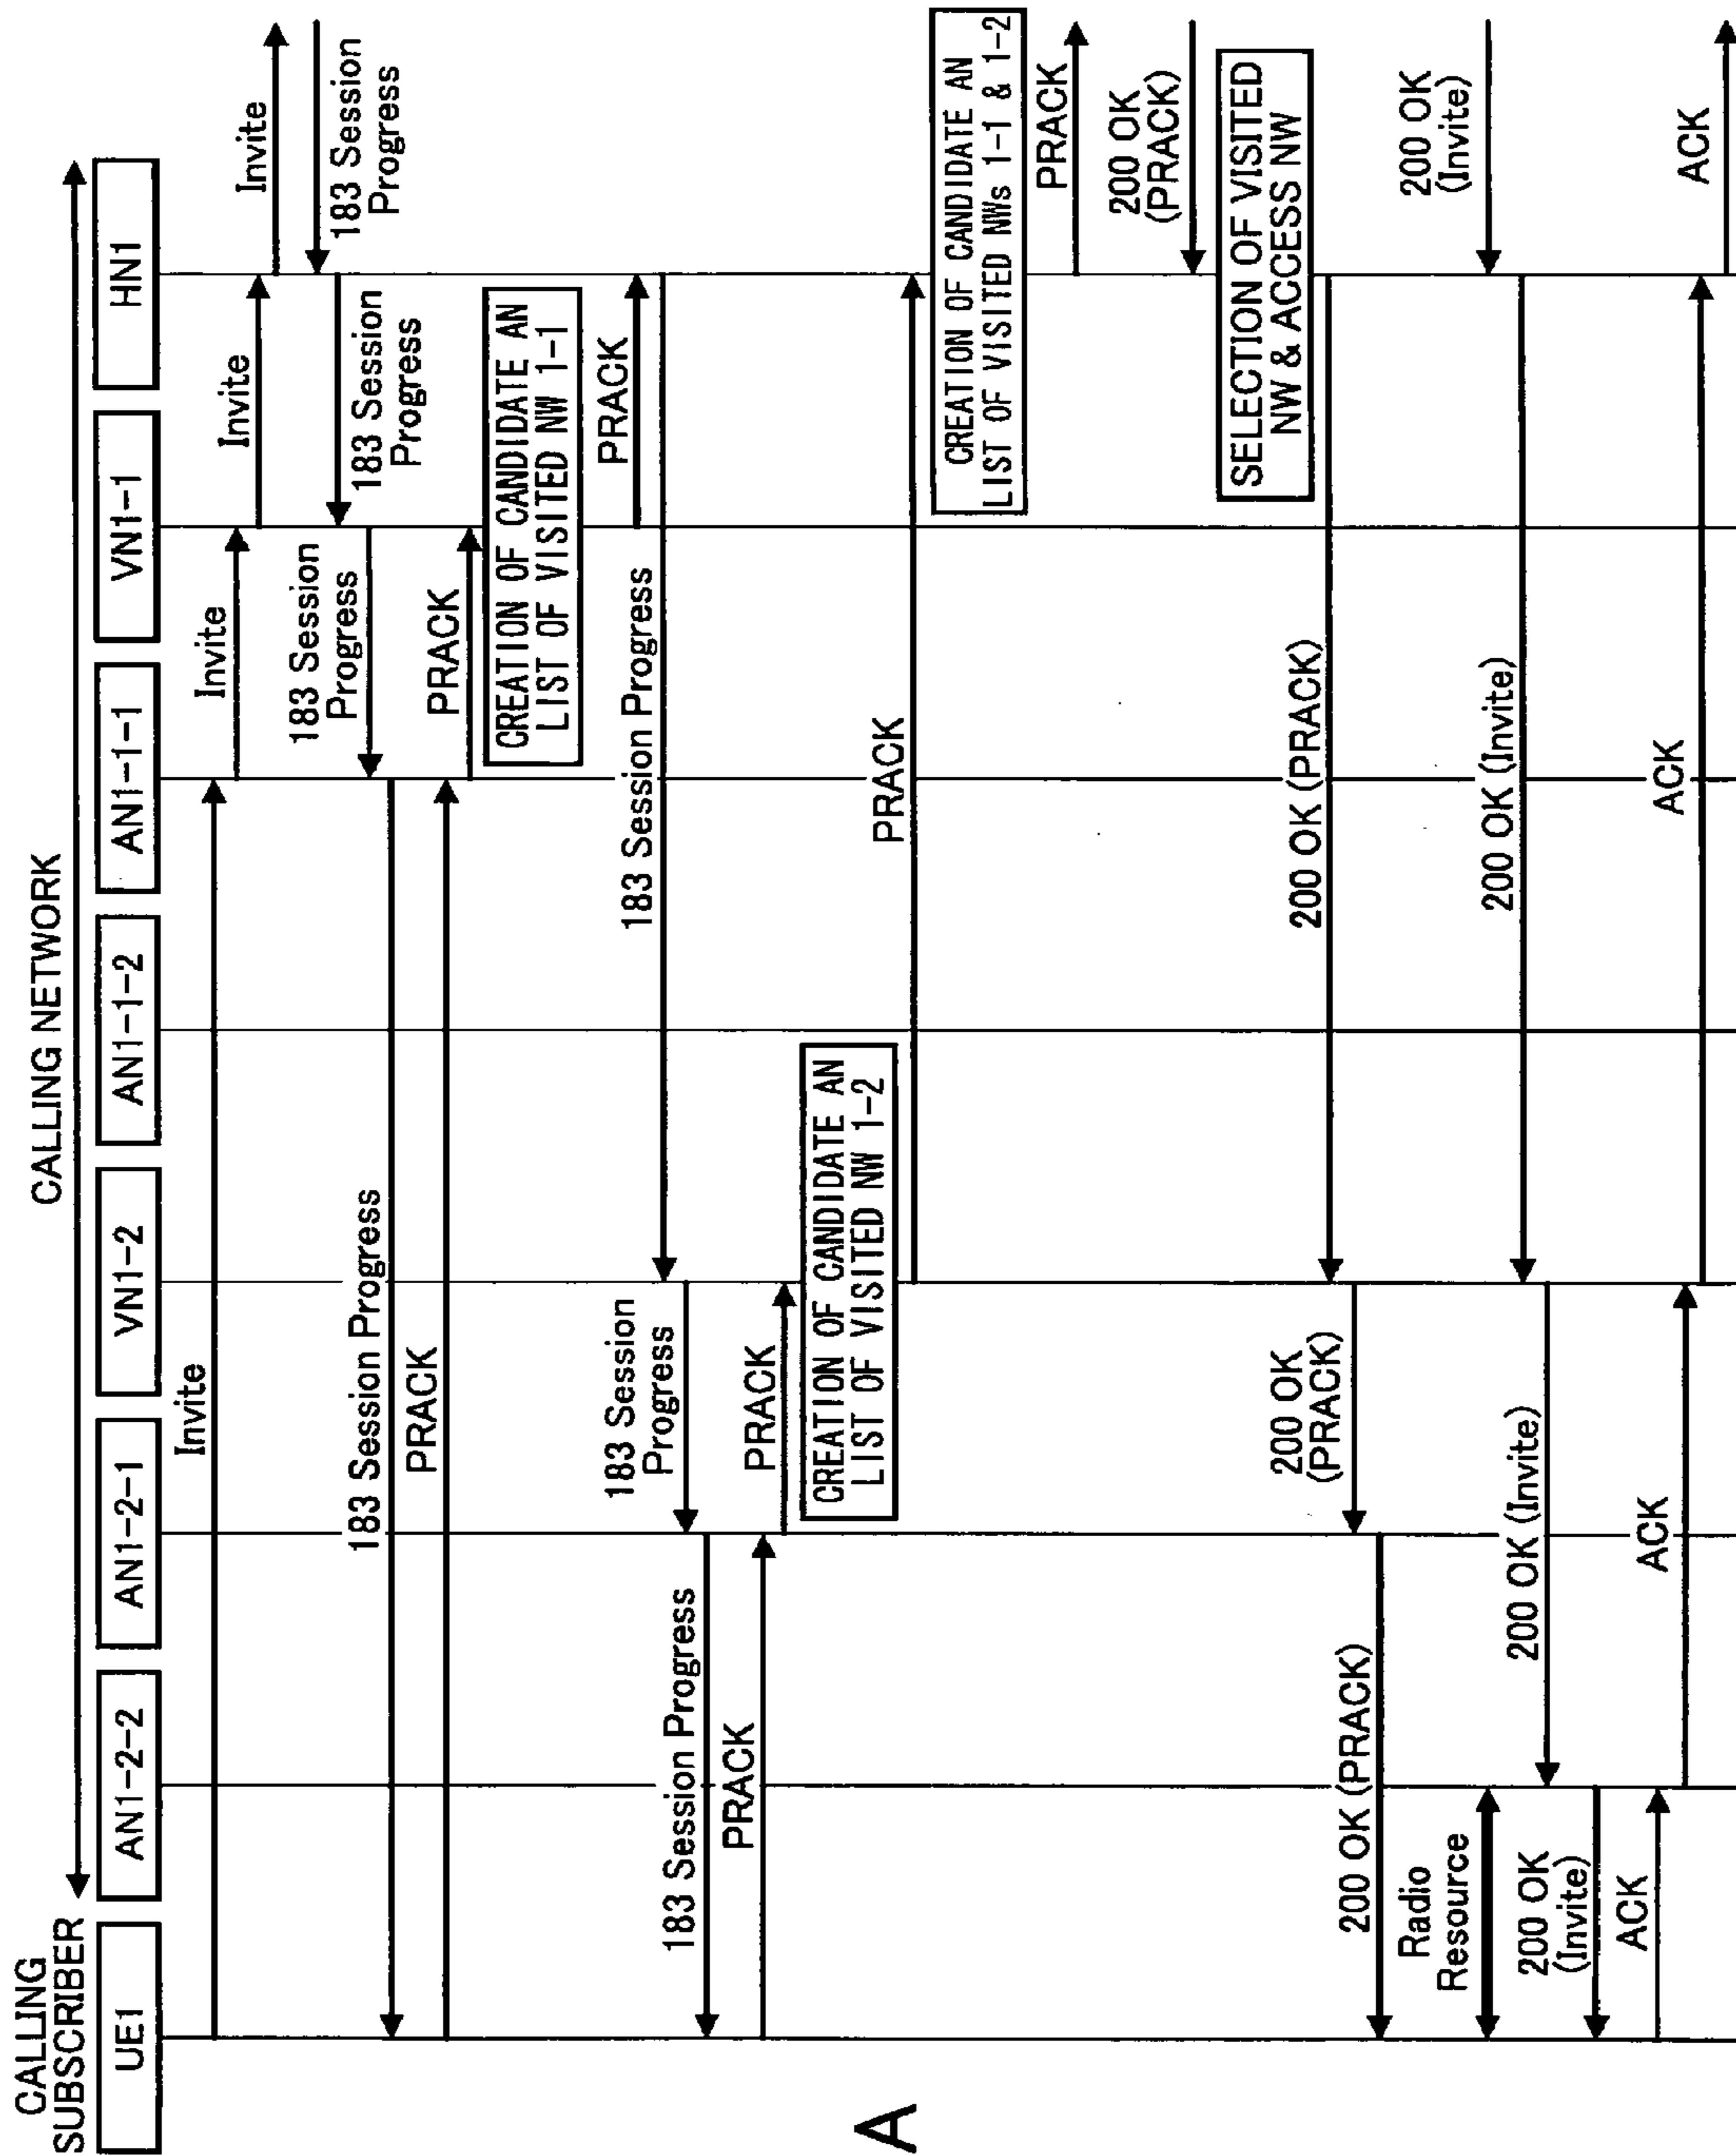 CALLING
SUBSCRIBER
CALLING NETWORK
UE1
AN1-2-2
AN1-2-1
VN1-2
AN1-1-2
AN1-1-1
VN1-1
HN1
Invite
Invite
Invite
Invite
183 Session
Progress
183 Session
Progress
183 Session
Progress
183 Session Progress
PRACK
PRACK
CREATION OF CANDIDATE AN
LIST OF VISITED NW 1-1
PRACK
183 Session Progress
183 Session
Progress
183 Session Progress
PRACK
PRACK
CREATION OF CANDIDATE AN
LIST OF VISITED NW 1-2
PRACK
CREATION OF CANDIDATE AN
LIST OF VISITED NWs 1-1 & 1-2
PRACK
200 OK
(PRACK)
SELECTION OF VISITED
NW & ACCESS NW
200 OK (PRACK)
200 OK
(PRACK)
200 OK (PRACK)
Radio
Resource
200 OK
(Invite)
200 OK (Invite)
200 OK (Invite)
200 OK
(Invite)
ACK
ACK
ACK
ACK
A